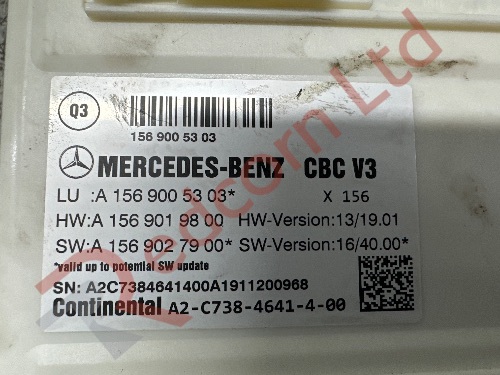 Q3
156 900 53 03
MERCEDES-BENZ CBC V3
LU :A 156 900 53 03* X 156
HW:A 156 901 98 00 HW-Version:13/19.01
SW:A 156 902 79 00* SW-Version:16/40.00*
*valid up to potential SW update
SN: A2C7384641400A1911200968
Continental A2-C738-4641-4-00
Redcorn Ltd